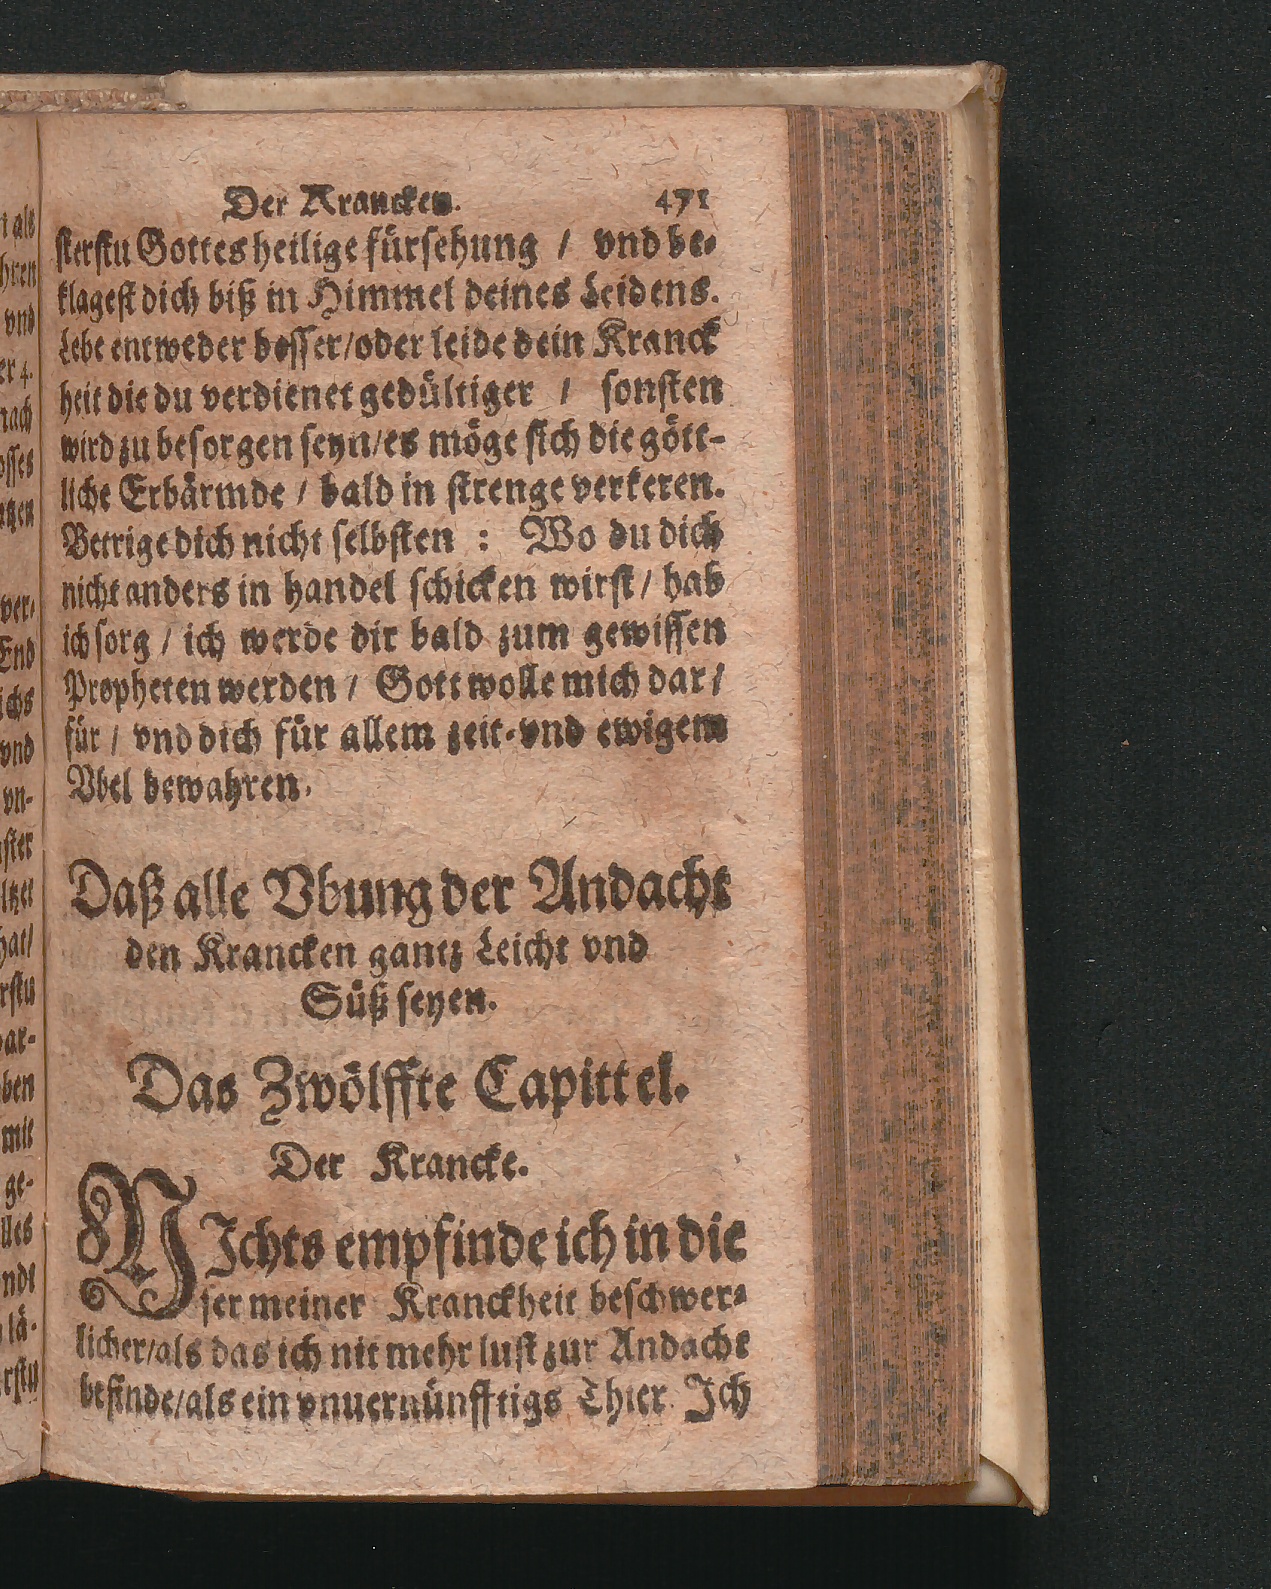 Der Krancken. 471
sterstu Gottes heilige fürsehung / vnd be-
klagest dich biß in Himmel deines Leidens.
Lebe entweder besser/oder leide dein Kranck
heit die du verdienet gedültiger / sonsten
wird zu besorgen seyn/es möge sich die gött-
liche Erbärmde / bald in strenge verkeren.
Betrige dich nicht selbsten : Wo du dich
nicht anders in handel schicken wirst / hab
ich sorg / ich werde dir bald zum gewissen
Propheten werden / Gott wolle mich dar/
für / vnd dich für allem zeit-vnd ewigem
Vbel bewahren.
Daß alle Vbung der Andacht
den Krancken gantz Leicht vnd
Süß seyen.
Das Zwölffte Capittel.
Der Krancke.
NIchts empfinde ich in die
ser meiner Kranckheit beschwer-
licher/als das ich nit mehr lust zur Andacht
befinde/als ein vnuernünfftigs Thier. Ich